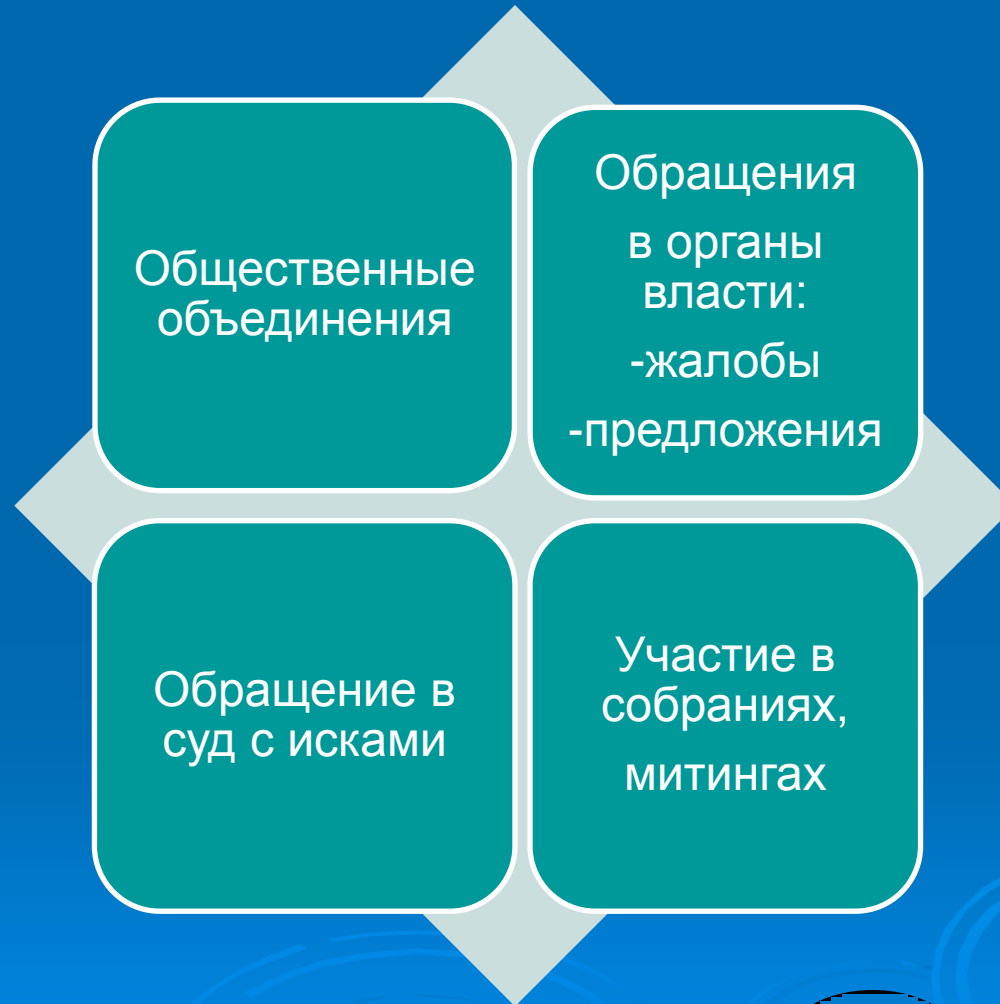 Общественные
объединения
Обращения
в органы
власти:
-жалобы
-предложения
Обращение в
суд с исками
Участие в
собраниях,
митингах